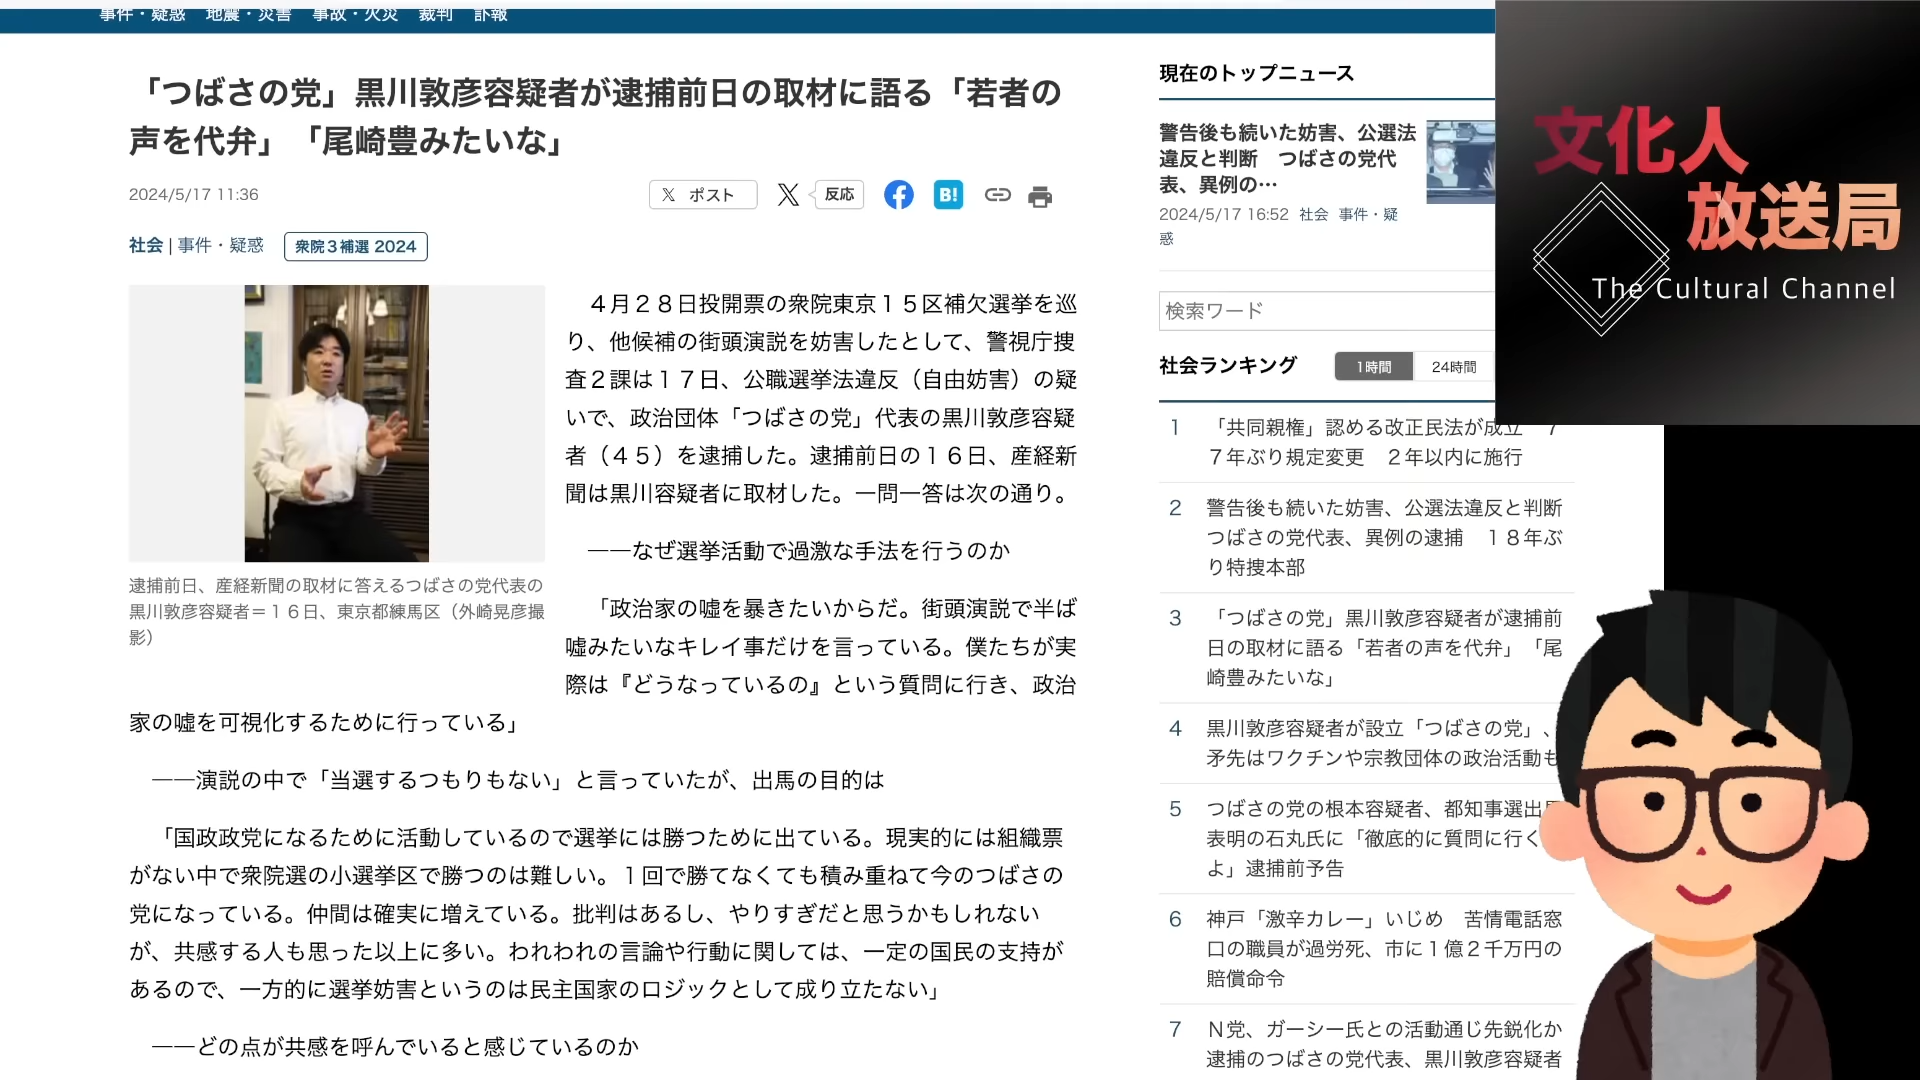 事件・疑惑 地震・災害 事故・火災 裁判 訃報
「つばさの党」黒川敦彦容疑者が逮捕前日の取材に語る「若者の
声を代弁」「尾崎豊みたいな」
2024/5/17 11:36
ポスト
反応
B!
社会 | 事件・疑惑
衆院３補選 2024
逮捕前日、産経新聞の取材に答えるつばさの党代表の
黒川敦彦容疑者＝１６日、東京都練馬区（外崎晃彦撮
影）
４月２８日投開票の衆院東京１５区補欠選挙を巡
り、他候補の街頭演説を妨害したとして、警視庁捜
査２課は１７日、公職選挙法違反（自由妨害）の疑
いで、政治団体「つばさの党」代表の黒川敦彦容疑
者（４５）を逮捕した。逮捕前日の１６日、産経新
聞は黒川容疑者に取材した。一問一答は次の通り。
――なぜ選挙活動で過激な手法を行うのか
「政治家の嘘を暴きたいからだ。街頭演説で半ば
嘘みたいなキレイ事だけを言っている。僕たちが実
際は『どうなっているの』という質問に行き、政治
家の嘘を可視化するために行っている」
――演説の中で「当選するつもりもない」と言っていたが、出馬の目的は
「国政政党になるために活動しているので選挙には勝つために出ている。現実的には組織票
がない中で衆院選の小選挙区で勝つのは難しい。１回で勝てなくても積み重ねて今のつばさの
党になっている。仲間は確実に増えている。批判はあるし、やりすぎだと思うかもしれない
が、共感する人も思った以上に多い。われわれの言論や行動に関しては、一定の国民の支持が
あるので、一方的に選挙妨害というのは民主国家のロジックとして成り立たない」
――どの点が共感を呼んでいると感じているのか
現在のトップニュース
警告後も続いた妨害、公選法
違反と判断　つばさの党代
表、異例の…
2024/5/17 16:52 社会 事件・疑
惑
検索ワード
社会ランキング
1時間
24時間
1 「共同親権」認める改正民法が成立　７
７年ぶり規定変更　２年以内に施行
2 警告後も続いた妨害、公選法違反と判断
つばさの党代表、異例の逮捕　１８年ぶ
り特捜本部
3 「つばさの党」黒川敦彦容疑者が逮捕前
日の取材に語る「若者の声を代弁」「尾
崎豊みたいな」
4 黒川敦彦容疑者が設立「つばさの党」、
矛先はワクチンや宗教団体の政治活動も
5 つばさの党の根本容疑者、都知事選出
表明の石丸氏に「徹底的に質問に行く
よ」逮捕前予告
6 神戸「激辛カレー」いじめ　苦情電話窓
口の職員が過労死、市に１億２千万円の
賠償命令
7 Ｎ党、ガーシー氏との活動通じ先鋭化か
逮捕のつばさの党代表、黒川敦彦容疑者
文化人
放送局
The Cultural Channel